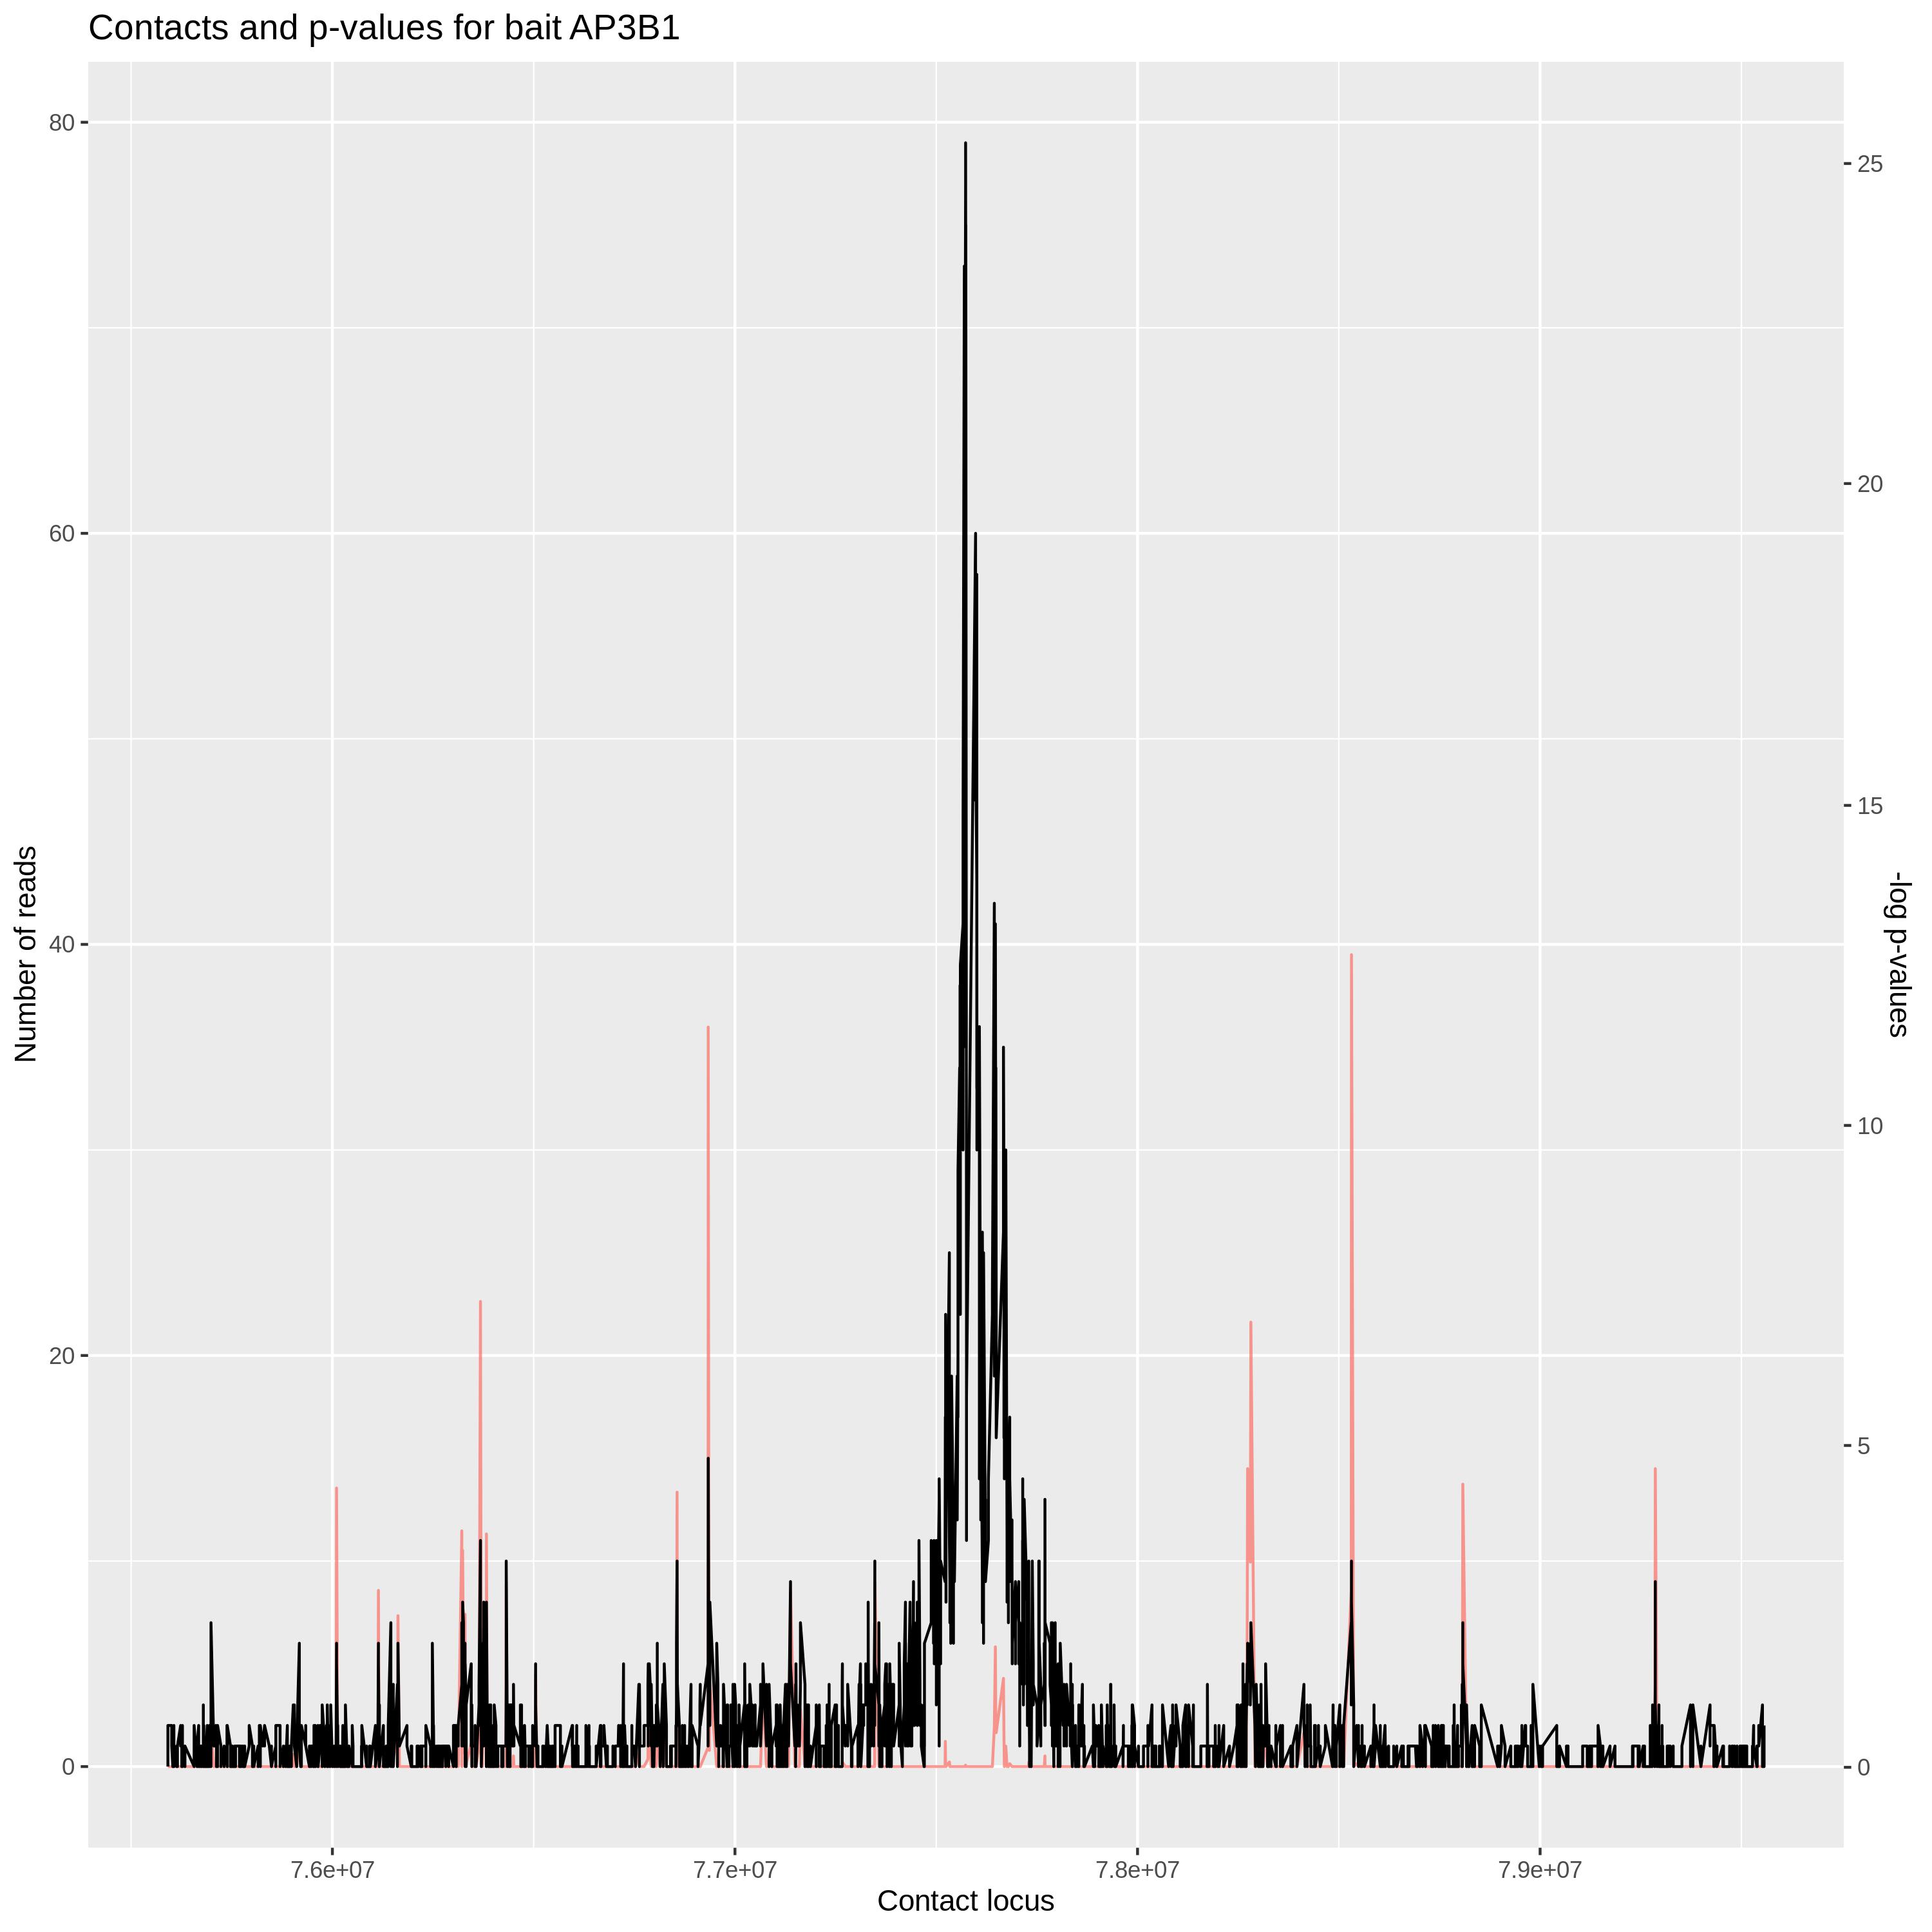 Contacts and p-values for bait AP3B1
80
60
40
20
0
Number of reads
25
20
15
10
5
0
-log p-values
7.6e+07
7.7e+07
7.8e+07
7.9e+07
Contact locus